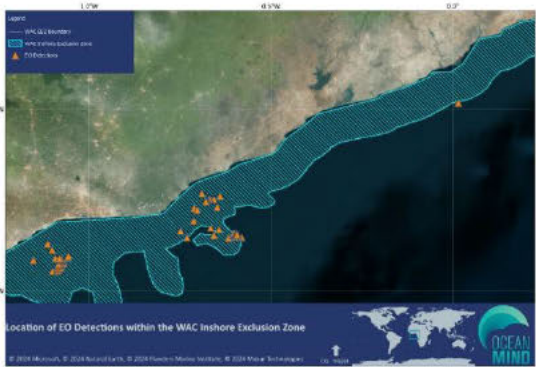 1.0°W
0.5°W
0.0°
Legend
WAC EEZ Boundary
WAC Inshore Exclusion Zone
EO Detections
Location of EO Detections within the WAC Inshore Exclusion Zone
© 2024 Microsoft, © 2024 Natural Earth, © 2024 Flanders Marine Institute, © 2024 Maxar Technologies
OCEAN
MIND